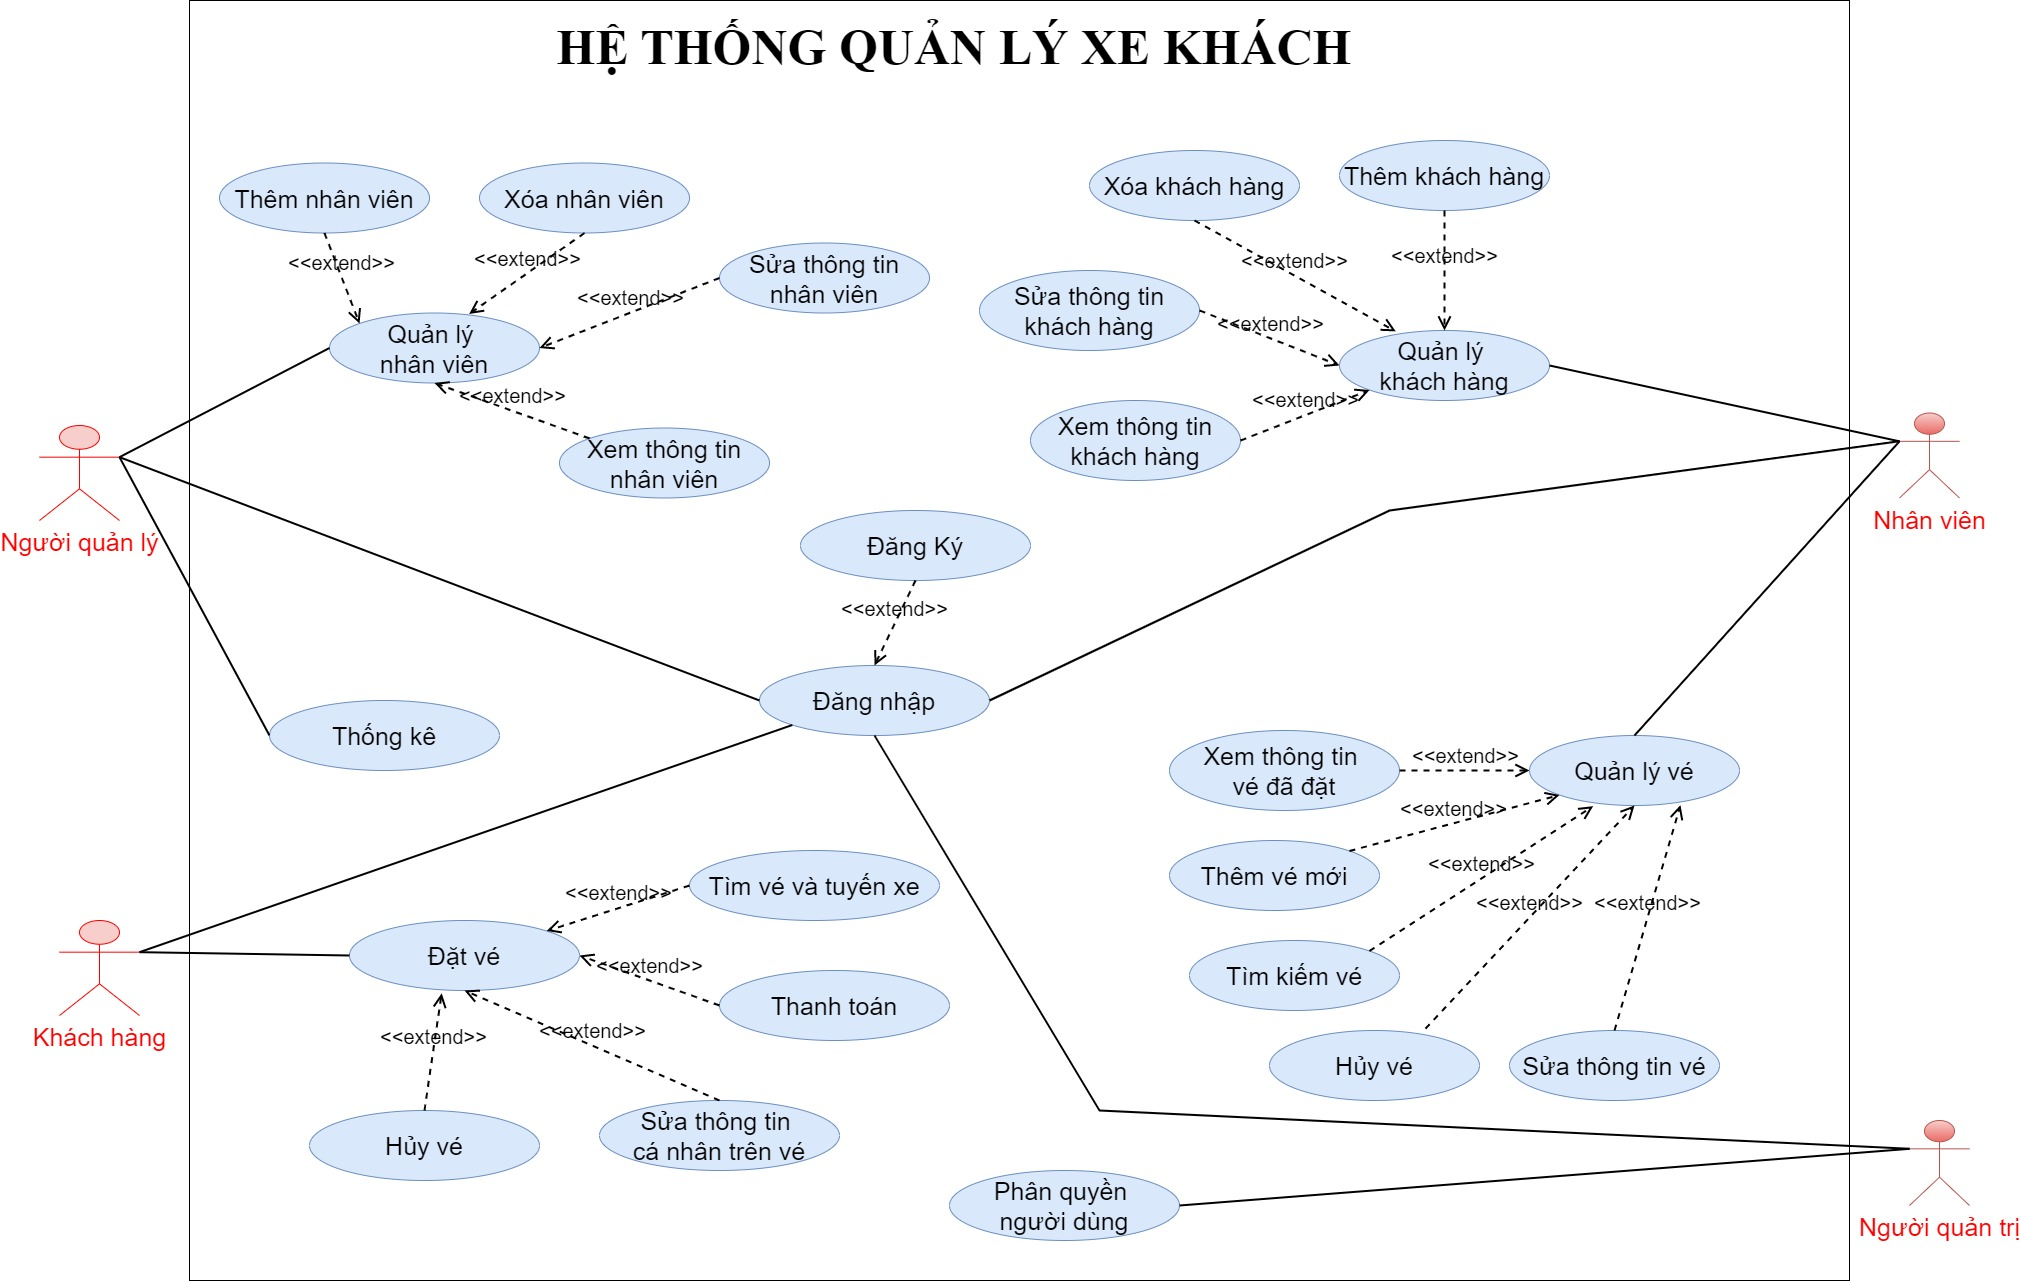 HỆ THỐNG QUẢN LÝ XE KHÁCH
Thêm nhân viên
Xóa nhân viên
<<extend>>
<<extend>>
Sửa thông tin
nhân viên
<<extend>>
Quản lý
nhân viên
<<extend>>
Xem thông tin
nhân viên
Xóa khách hàng
Thêm khách hàng
<<extend>>
<<extend>>
Sửa thông tin
khách hàng
<<extend>>
Quản lý
khách hàng
<<extend>>
Xem thông tin
khách hàng
Người quản lý
Nhân viên
Đăng Ký
<<extend>>
Đăng nhập
Thống kê
Xem thông tin
vé đã đặt
<<extend>>
Quản lý vé
<<extend>>
Thêm vé mới
<<extend>>
Tìm kiếm vé
<<extend>>
<<extend>>
Hủy vé
Sửa thông tin vé
Tìm vé và tuyến xe
<<extend>>
Đặt vé
<<extend>>
Thanh toán
Khách hàng
<<extend>>
<<extend>>
Hủy vé
Sửa thông tin
cá nhân trên vé
Phân quyền
người dùng
Người quản trị